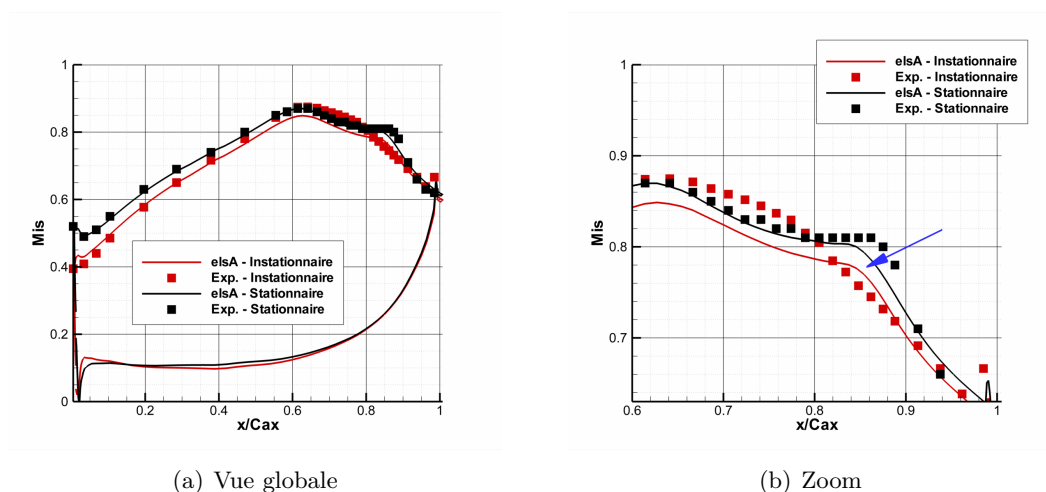 1
0.8
0.6
0.4
0.2
0
Mis
0.2
0.4
0.6
0.8
1
x/Cax
elsA - Instationnaire
Exp. - Instationnaire
elsA - Stationnaire
Exp. - Stationnaire
(a) Vue globale
elsA - Instationnaire
Exp. - Instationnaire
elsA - Stationnaire
Exp. - Stationnaire
1
0.9
0.8
0.7
Mis
0.6
0.7
0.8
0.9
1
x/Cax
(b) Zoom